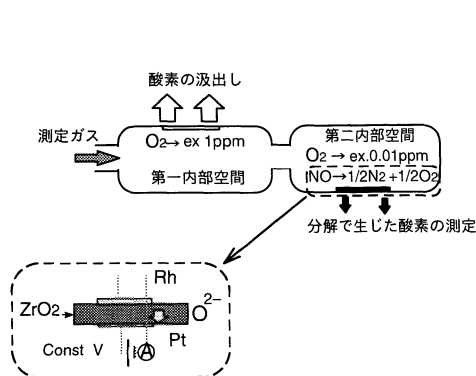 酸素の汲出し
測定ガス
O2→ ex 1ppm
第一内部空間
第二内部空間
O2 → ex.0.01ppm
NO→1/2N2+1/2O2
分解で生じた酸素の測定
Rh
ZrO2
O2−
Pt
Const V
A